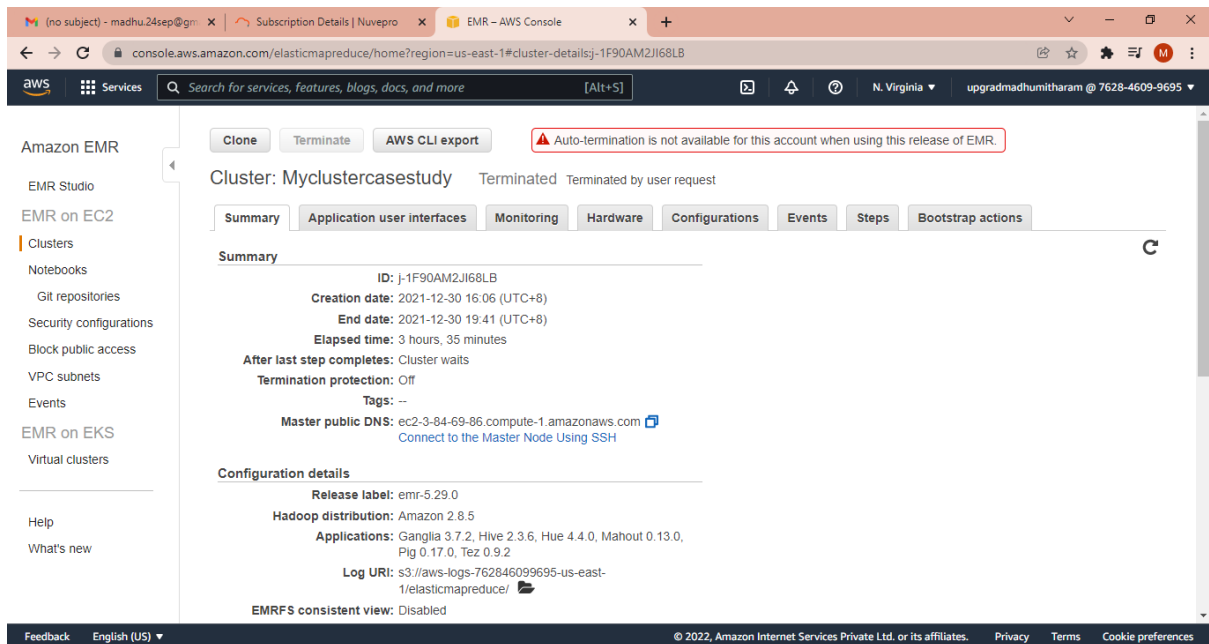 (no subject) - madhu.24sep@gm
Subscription Details | Nuvepro
EMR – AWS Console
console.aws.amazon.com/elasticmapreduce/home?region=us-east-1#cluster-details:j-1F90AM2JI68LB
M
aws Services Search for services, features, blogs, docs, and more [Alt+S] N. Virginia ▼ upgradmadhumitharam @ 7628-4609-9695 ▼
Amazon EMR
EMR Studio
EMR on EC2
Clusters
Notebooks
Git repositories
Security configurations
Block public access
VPC subnets
Events
EMR on EKS
Virtual clusters
Help
What's new
Clone Terminate AWS CLI export Auto-termination is not available for this account when using this release of EMR.
Cluster: Myclustercasestudy Terminated Terminated by user request
Summary Application user interfaces Monitoring Hardware Configurations Events Steps Bootstrap actions
Summary
ID: j-1F90AM2JI68LB
Creation date: 2021-12-30 16:06 (UTC+8)
End date: 2021-12-30 19:41 (UTC+8)
Elapsed time: 3 hours, 35 minutes
After last step completes: Cluster waits
Termination protection: Off
Tags: --
Master public DNS: ec2-3-84-69-86.compute-1.amazonaws.com
Connect to the Master Node Using SSH
Configuration details
Release label: emr-5.29.0
Hadoop distribution: Amazon 2.8.5
Applications: Ganglia 3.7.2, Hive 2.3.6, Hue 4.4.0, Mahout 0.13.0,
Pig 0.17.0, Tez 0.9.2
Log URI: s3://aws-logs-762846099695-us-east-
1/elasticmapreduce/
EMRFS consistent view: Disabled
Feedback English (US) ▼ © 2022, Amazon Internet Services Private Ltd. or its affiliates. Privacy Terms Cookie preferences